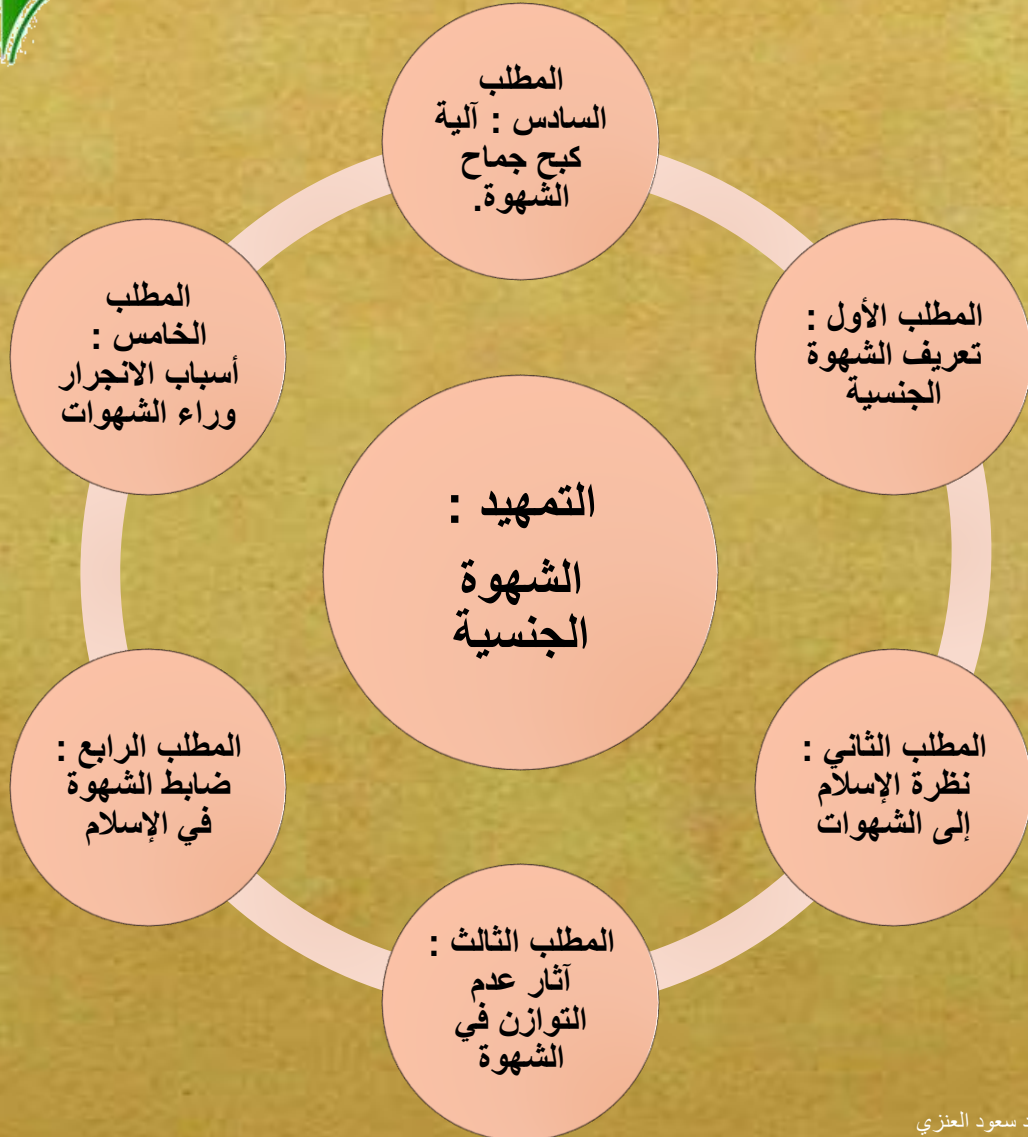 التمهيد :
الشهوة
الجنسية
المطلب الأول :
تعريف الشهوة
الجنسية
المطلب الثاني :
نظرة الإسلام
إلى الشهوات
المطلب الثالث :
آثار عدم
التوازن في
الشهوة
المطلب الرابع :
ضابط الشهوة
في الإسلام
المطلب
الخامس :
أسباب الانجرار
وراء الشهوات
المطلب
السادس : آلية
كبح جماح
الشهوة.
سعود العنزي